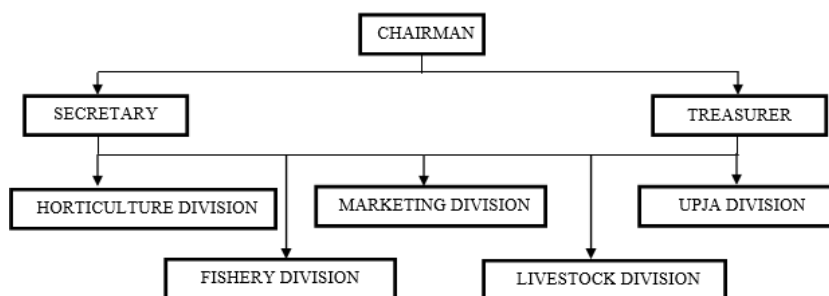 CHAIRMAN
SECRETARY
TREASURER
HORTICULTURE DIVISION
MARKETING DIVISION
UPJA DIVISION
FISHERY DIVISION
LIVESTOCK DIVISION